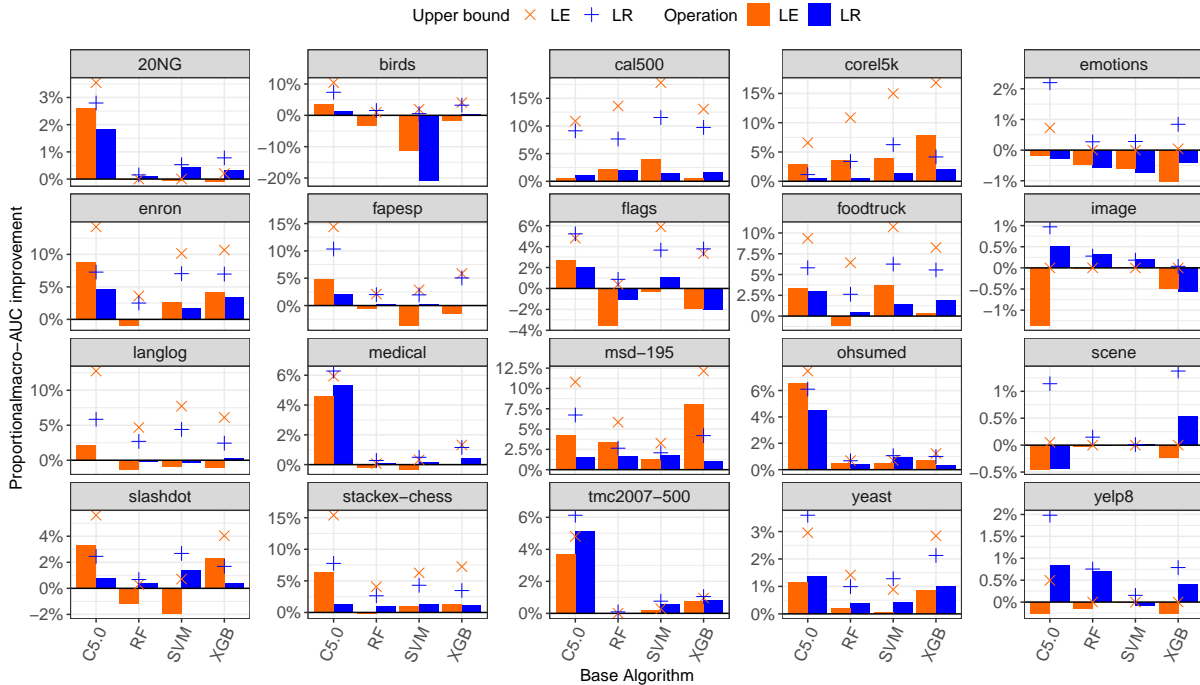 Upper bound × LE + LR Operation LE LR
Proportionalmacro−AUC improvement
20NG birds cal500 corel5k emotions
3% 2% 1% 0%
10% 0% −10% −20%
15% 10% 5% 0%
15% 10% 5% 0%
2% 1% 0% −1%
enron fapesp flags foodtruck image
10% 5% 0%
15% 10% 5% 0%
6% 4% 2% 0% −2% −4%
10% 7.5% 5% 2.5% 0%
1% 0.5% 0% −0.5% −1%
langlog medical msd−195 ohsumed scene
10% 5% 0%
6% 4% 2% 0%
12.5% 10% 7.5% 5% 2.5% 0%
6% 4% 2% 0%
1% 0.5% 0% −0.5%
slashdot stackex−chess tmc2007−500 yeast yelp8
4% 2% 0% −2%
15% 10% 5% 0%
6% 4% 2% 0%
3% 2% 1% 0%
2% 1.5% 1% 0.5% 0%
C5.0 RF SVM XGB C5.0 RF SVM XGB C5.0 RF SVM XGB C5.0 RF SVM XGB C5.0 RF SVM XGB
Base Algorithm